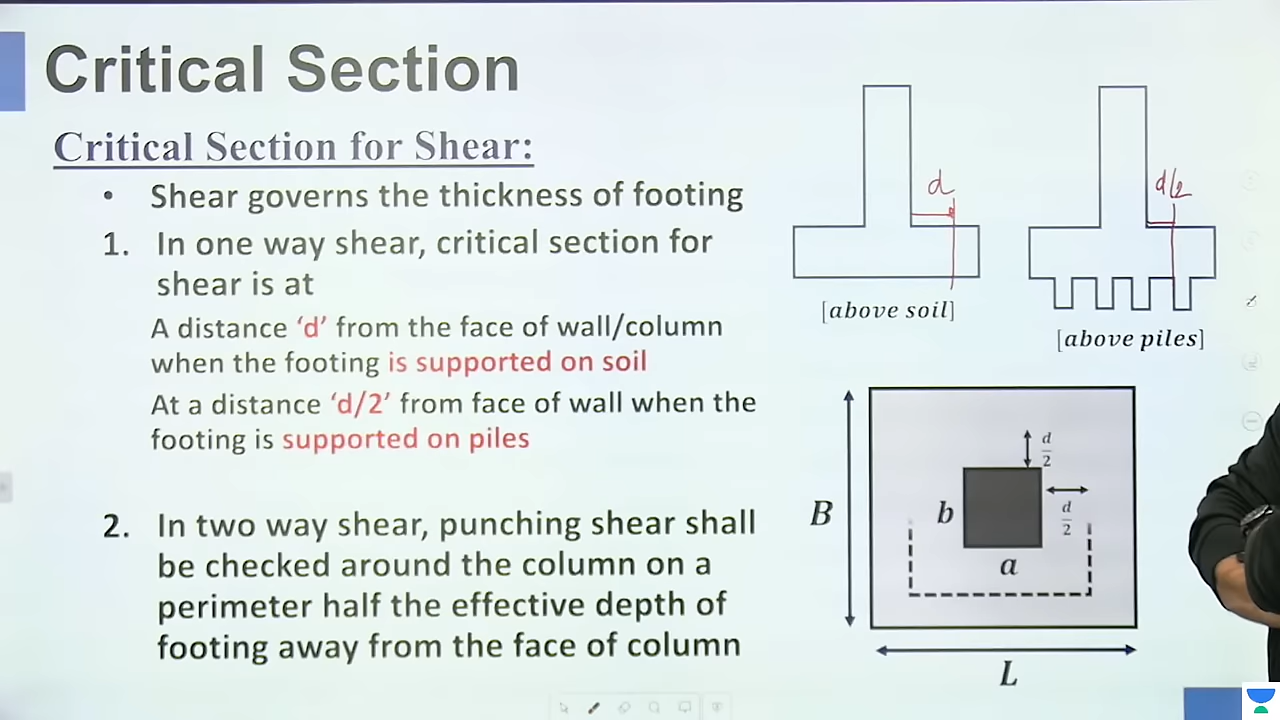 Critical Section
Critical Section for Shear:
• Shear governs the thickness of footing
1. In one way shear, critical section for
shear is at
A distance ‘d’ from the face of wall/column
when the footing is supported on soil
At a distance ‘d/2’ from face of wall when the
footing is supported on piles
2. In two way shear, punching shear shall
be checked around the column on a
perimeter half the effective depth of
footing away from the face of column
d
[above soil]
d/2
[above piles]
d
2
B
b
d
2
a
L